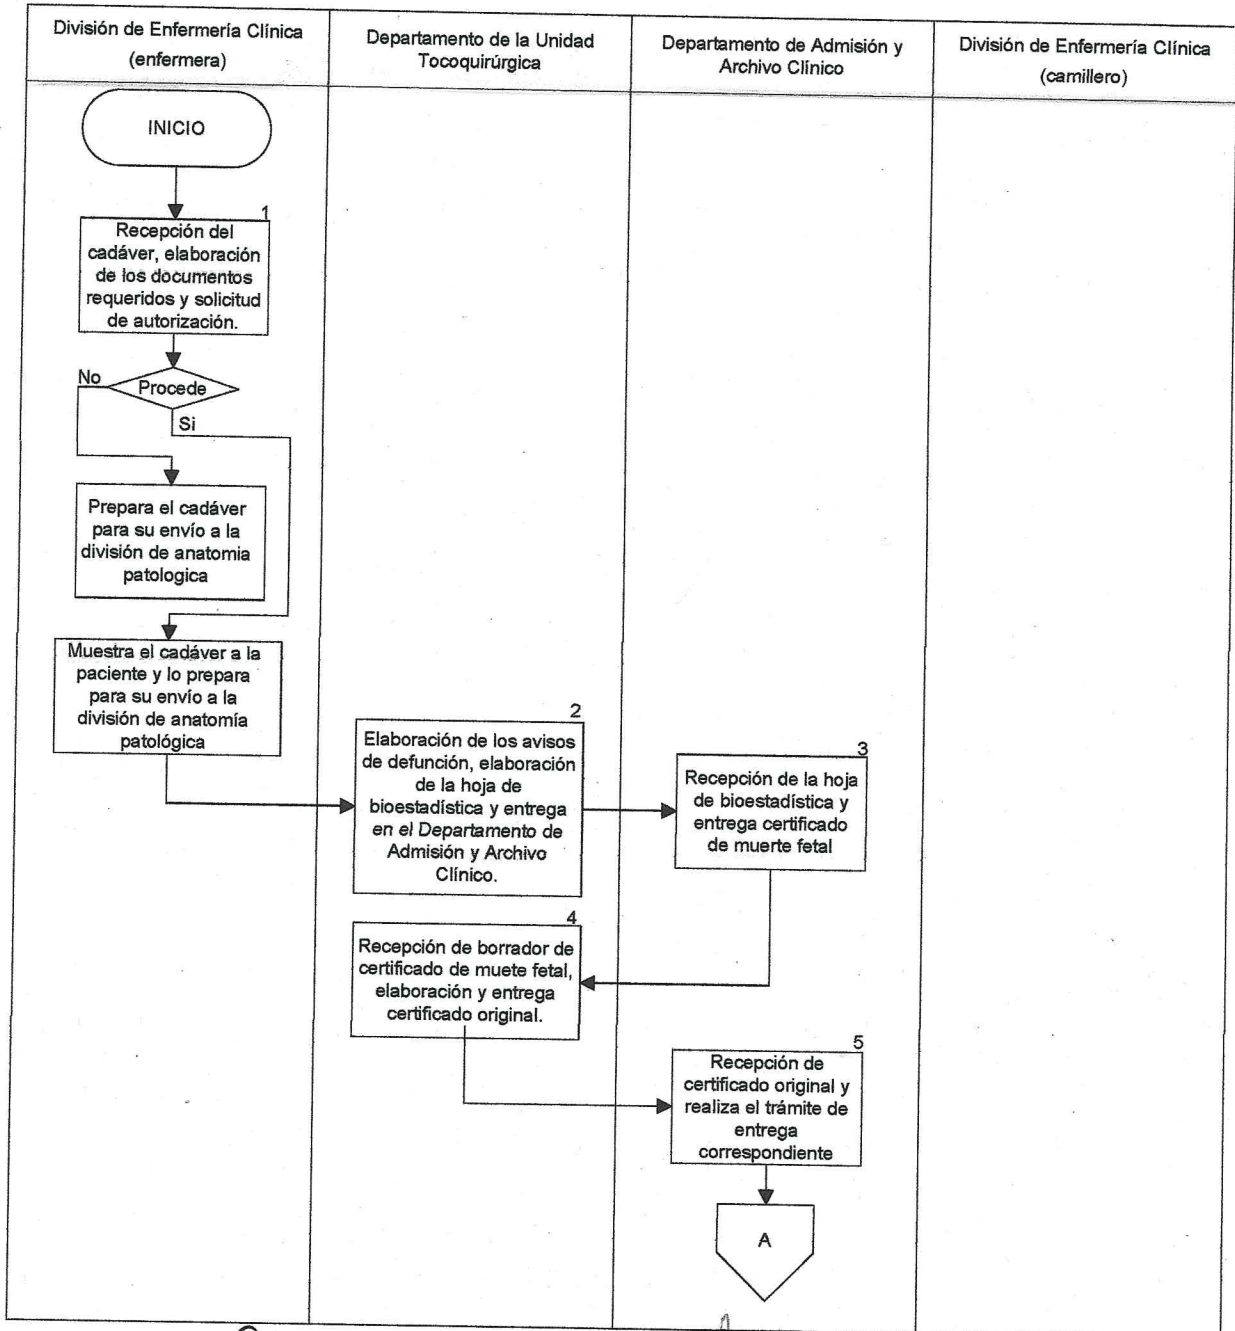 División de Enfermería Clínica
(enfermera)
Departamento de la Unidad
Tocoquirúrgica
Departamento de Admisión y
Archivo Clínico
División de Enfermería Clínica
(camillero)
INICIO
1
Recepción del
cadáver, elaboración
de los documentos
requeridos y solicitud
de autorización.
No
Procede
Si
Prepara el cadáver
para su envío a la
división de anatomia
patologica
Muestra el cadáver a la
paciente y lo prepara
para su envío a la
división de anatomía
patológica
2
Elaboración de los avisos
de defunción, elaboración
de la hoja de
bioestadística y entrega
en el Departamento de
Admisión y Archivo
Clínico.
3
Recepción de la hoja
de bioestadística y
entrega certificado
de muerte fetal
4
Recepción de borrador de
certificado de muete fetal,
elaboración y entrega
certificado original.
5
Recepción de
certificado original y
realiza el trámite de
entrega
correspondiente
A